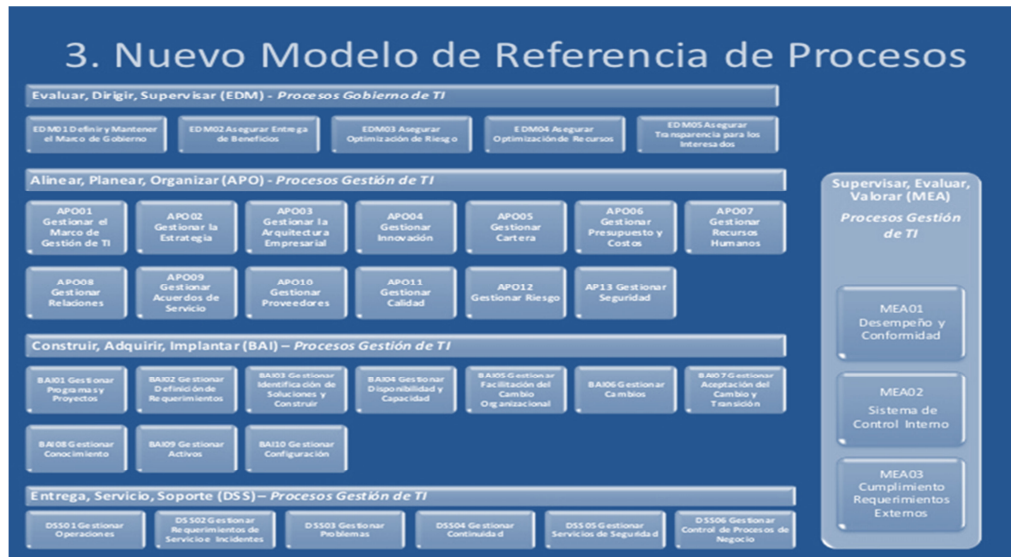 3. Nuevo Modelo de Referencia de Procesos
Evaluar, Dirigir, Supervisar (EDM) - Procesos Gobierno de TI
EDM01 Definir y Mantener
el Marco de Gobierno
EDM02 Asegurar Entrega
de Beneficios
EDM03 Asegurar
Optimización de Riesgo
EDM04 Asegurar
Optimización de Recursos
EDM05 Asegurar
Transparencia para los
Interesados
Alinear, Planear, Organizar (APO) - Procesos Gestión de TI
APO01
Gestionar el
Marco de
Gestión de TI
APO02
Gestionar la
Estrategia
APO03
Gestionar la
Arquitectura
Empresarial
APO04
Gestionar
Innovación
APO05
Gestionar
Cartera
APO06
Gestionar
Presupuesto y
Costos
APO07
Gestionar
Recursos
Humanos
APO08
Gestionar
Relaciones
APO09
Gestionar
Acuerdos de
Servicio
APO10
Gestionar
Proveedores
APO11
Gestionar
Calidad
APO12
Gestionar Riesgo
AP13 Gestionar
Seguridad
Construir, Adquirir, Implantar (BAI) – Procesos Gestión de TI
BAI01 Gestionar
Programas y
Proyectos
BAI02 Gestionar
Definición de
Requerimientos
BAI03 Gestionar
Identificación de
Soluciones y
Construir
BAI04 Gestionar
Disponibilidad y
Capacidad
BAI05 Gestionar
Facilitación del
Cambio
Organizacional
BAI06 Gestionar
Cambios
BAI07 Gestionar
Aceptación del
Cambio y
Transición
BAI08 Gestionar
Conocimiento
BAI09 Gestionar
Activos
BAI10 Gestionar
Configuración
Entrega, Servicio, Soporte (DSS) – Procesos Gestión de TI
DSS01 Gestionar
Operaciones
DSS02 Gestionar
Requerimientos de
Servicio e Incidentes
DSS03 Gestionar
Problemas
DSS04 Gestionar
Continuidad
DSS05 Gestionar
Servicios de Seguridad
DSS06 Gestionar
Control de Procesos de
Negocio
Supervisar, Evaluar,
Valorar (MEA)
Procesos Gestión
de TI
MEA01
Desempeño y
Conformidad
MEA02
Sistema de
Control Interno
MEA03
Cumplimiento
Requerimientos
Externos